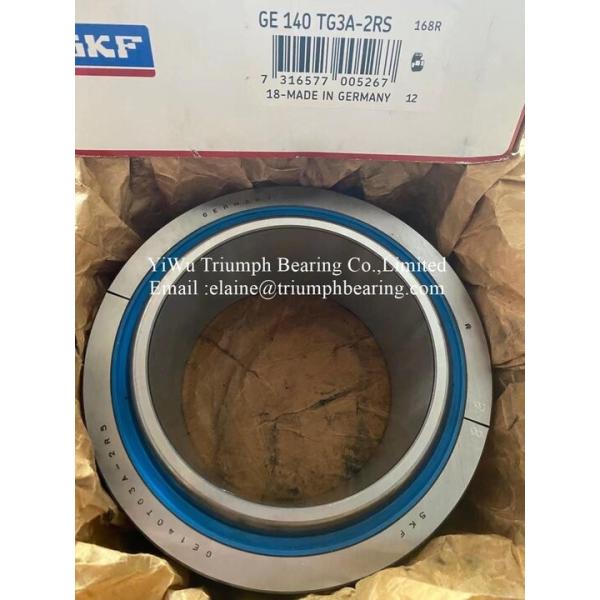 SKF
GE 140 TG3A-2RS 168R
7 316577 005267
18-MADE IN GERMANY 12
GERMANY
YiWu Triumph Bearing Co.,Limited
Email :elaine@triumphbearing.com
GE140TG3A-2RS
SKF